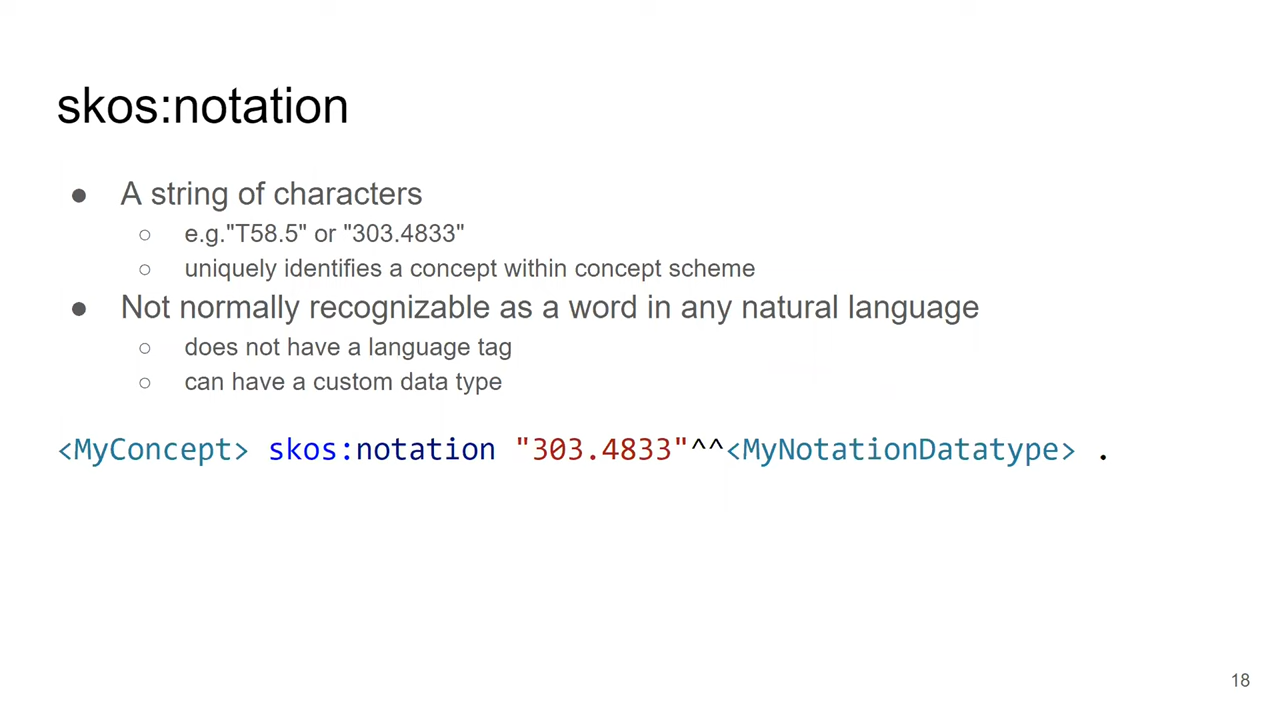 skos:notation
● A string of characters
○ e.g."T58.5" or "303.4833"
○ uniquely identifies a concept within concept scheme
● Not normally recognizable as a word in any natural language
○ does not have a language tag
○ can have a custom data type
<MyConcept> skos:notation "303.4833"^^<MyNotationDatatype> .
18